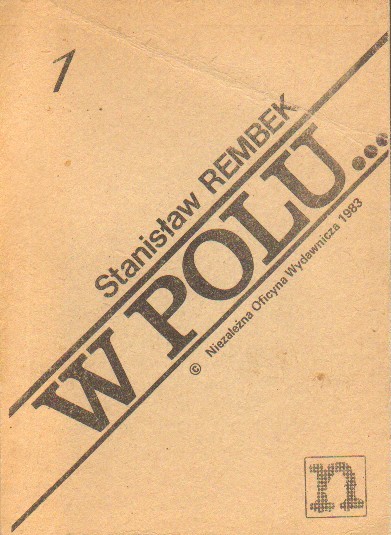 1
Stanisław REMBEK
W POLU...
© Niezależna Oficyna Wydawnicza 1983
n